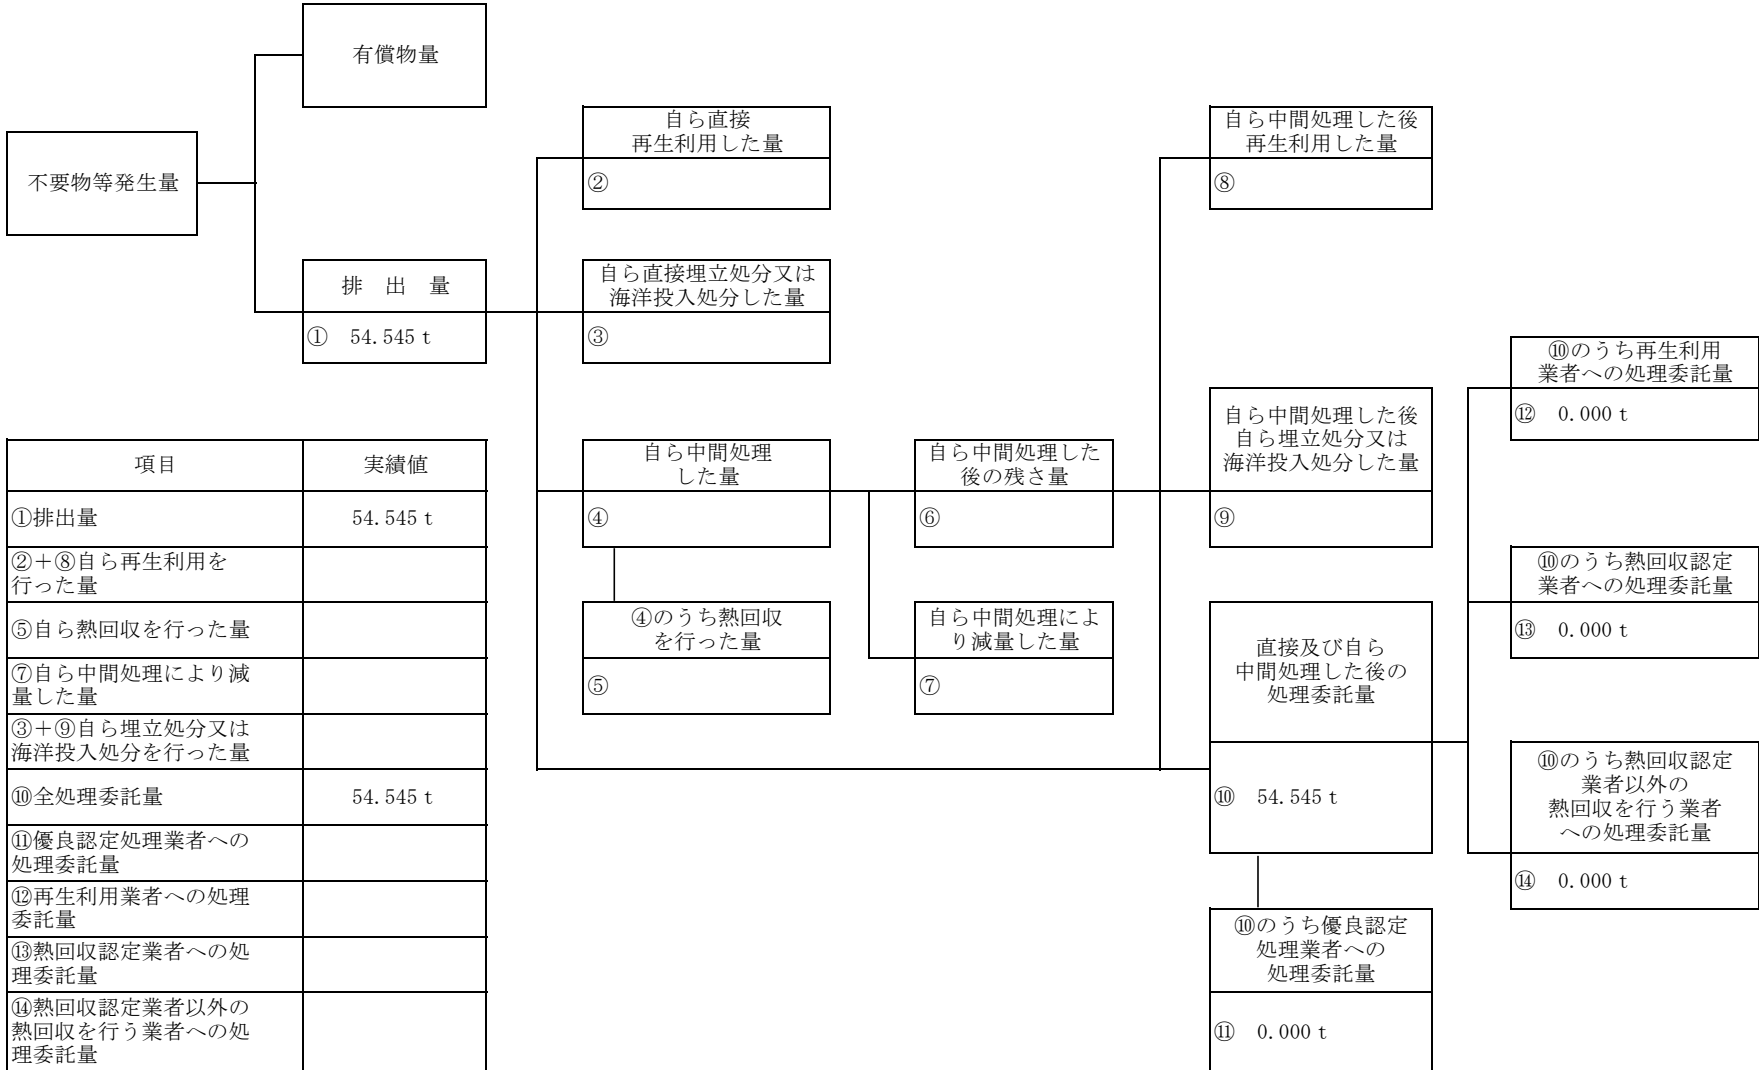 有償物量
不要物等発生量
排　出　量
① 54.545 t
自ら直接
再生利用した量
②
自ら直接埋立処分又は
海洋投入処分した量
③
自ら中間処理
した量
④
④のうち熱回収
を行った量
⑤
自ら中間処理した
後の残さ量
⑥
自ら中間処理によ
り減量した量
⑦
自ら中間処理した後
再生利用した量
⑧
自ら中間処理した後
自ら埋立処分又は
海洋投入処分した量
⑨
直接及び自ら
中間処理した後の
処理委託量
⑩ 54.545 t
⑩のうち優良認定
処理業者への
処理委託量
⑪ 0.000 t
⑩のうち再生利用
業者への処理委託量
⑫ 0.000 t
⑩のうち熱回収認定
業者への処理委託量
⑬ 0.000 t
⑩のうち熱回収認定
業者以外の
熱回収を行う業者
への処理委託量
⑭ 0.000 t
項目 実績値
①排出量 54.545 t
②＋⑧自ら再生利用を
行った量
⑤自ら熱回収を行った量
⑦自ら中間処理により減
量した量
③＋⑨自ら埋立処分又は
海洋投入処分を行った量
⑩全処理委託量 54.545 t
⑪優良認定処理業者への
処理委託量
⑫再生利用業者への処理
委託量
⑬熱回収認定業者への処
理委託量
⑭熱回収認定業者以外の
熱回収を行う業者への処
理委託量